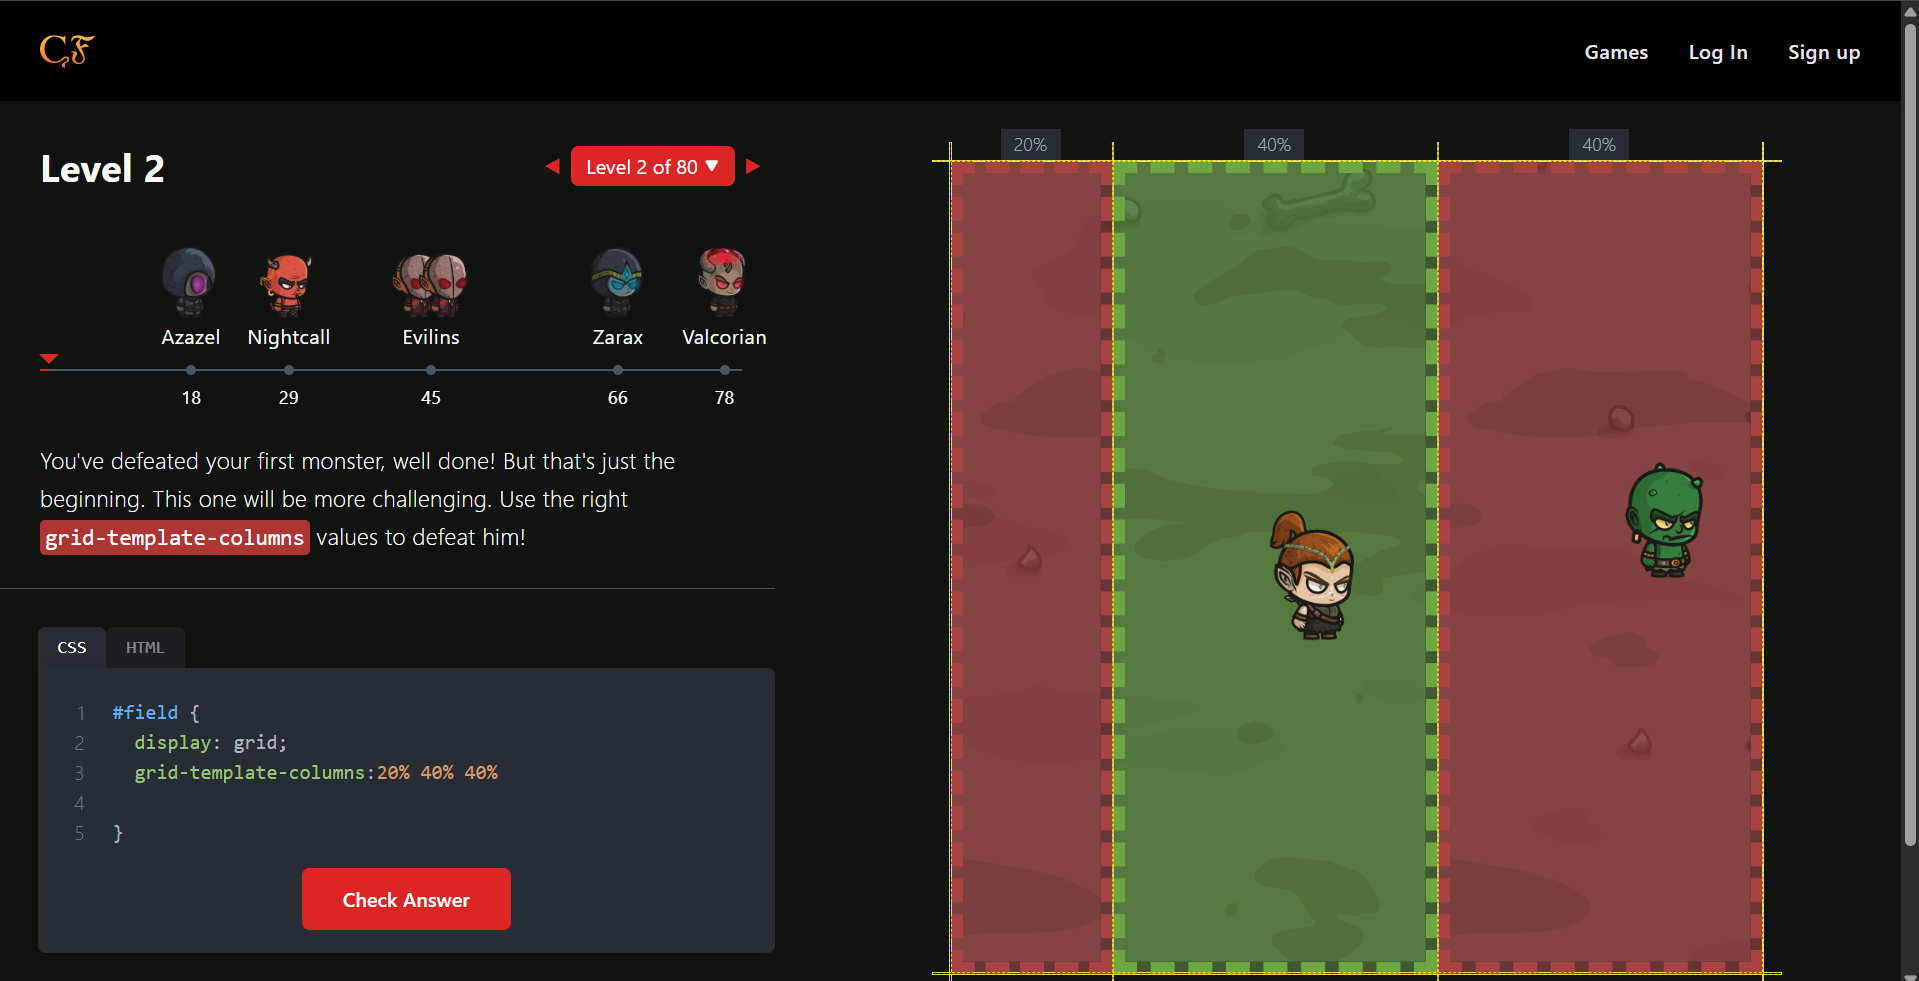 CF
Games
Log In
Sign up
Level 2
Level 2 of 80 ▼
Azazel
Nightcall
Evilins
Zarax
Valcorian
18
29
45
66
78
You've defeated your first monster, well done! But that's just the
beginning. This one will be more challenging. Use the right
grid-template-columns values to defeat him!
CSS
HTML
1 #field {
2 display: grid;
3 grid-template-columns:20% 40% 40%
4
5 }
Check Answer
20%
40%
40%